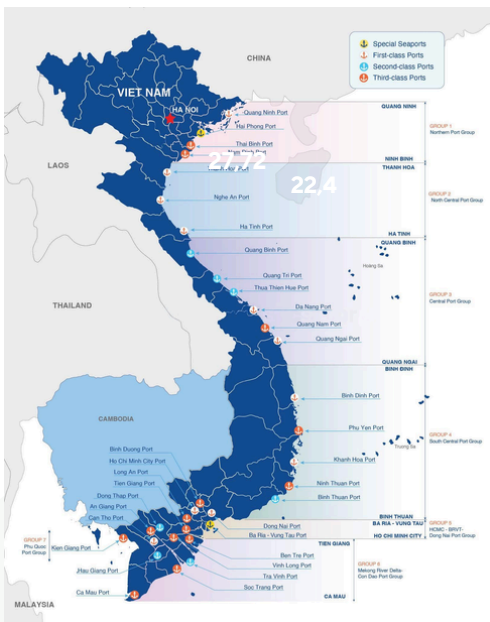 Special Seaports
First-class Ports
Second-class Ports
Third-class Ports
CHINA
VIET NAM
HA NOI
LAOS
THAILAND
CAMBODIA
MALAYSIA
Quang Ninh Port
Hai Phong Port
Thai Binh Port
27,72
22,4
Nghe An Port
Ha Tinh Port
Quang Binh Port
Quang Tri Port
Thua Thien Hue Port
Da Nang Port
Quang Nam Port
Quang Ngai Port
Binh Dinh Port
Phu Yen Port
Khanh Hoa Port
Ninh Thuan Port
Binh Thuan Port
Binh Duong Port
Ho Chi Minh City Port
Long An Port
Tien Giang Port
Dong Thap Port
An Giang Port
Can Tho Port
Kien Giang Port
Hau Giang Port
Ca Mau Port
Dong Nai Port
Ba Ria - Vung Tau Port
Ben Tre Port
Vinh Long Port
Tra Vinh Port
Soc Trang Port
Hoang Sa
Truong Sa
QUANG NINH
GROUP 1
Northern Port Group
NINH BINH
THANH HOA
GROUP 2
North Central Port Group
HA TINH
QUANG BINH
GROUP 3
Central Port Group
QUANG NGAI
BINH DINH
GROUP 4
South Central Port Group
BINH THUAN
BA RIA - VUNG TAU
HO CHI MINH CITY
GROUP 5
HCMC - BRVT-
Dong Nai Port Group
TIEN GIANG
GROUP 6
Mekong River Delta-
Con Dao Port Group
CA MAU
GROUP 7
Phu Quoc
Port Group